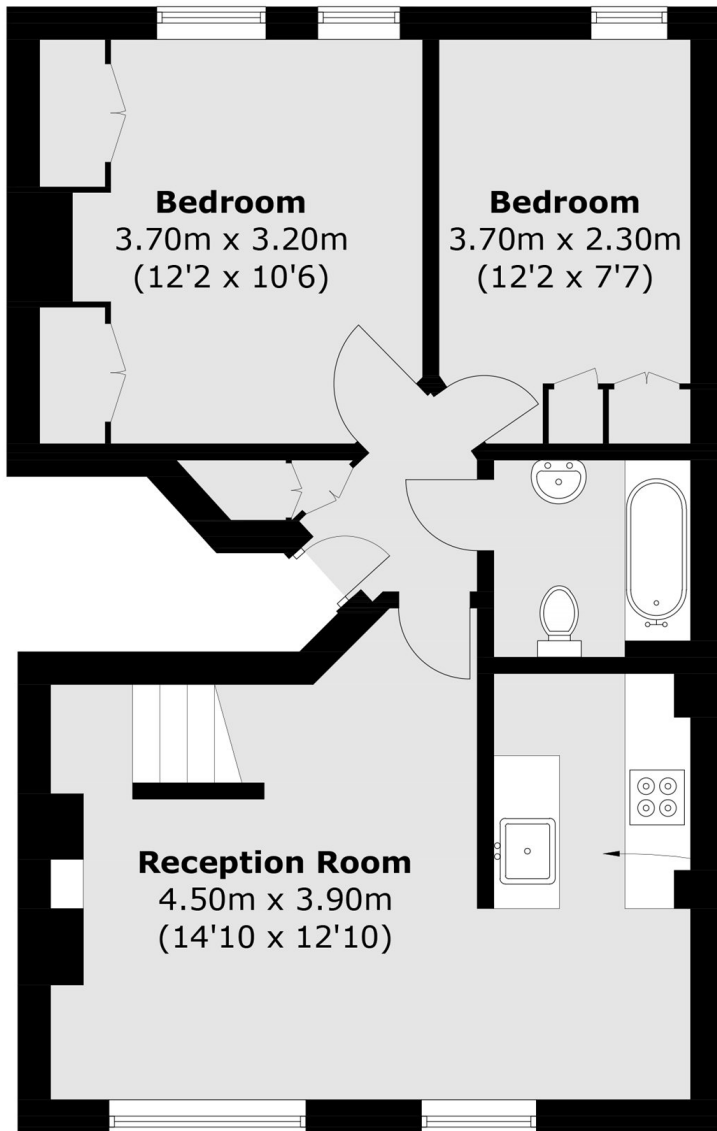 Bedroom
3.70m x 3.20m
(12'2 x 10'6)
Bedroom
3.70m x 2.30m
(12'2 x 7'7)
Reception Room
4.50m x 3.90m
(14'10 x 12'10)